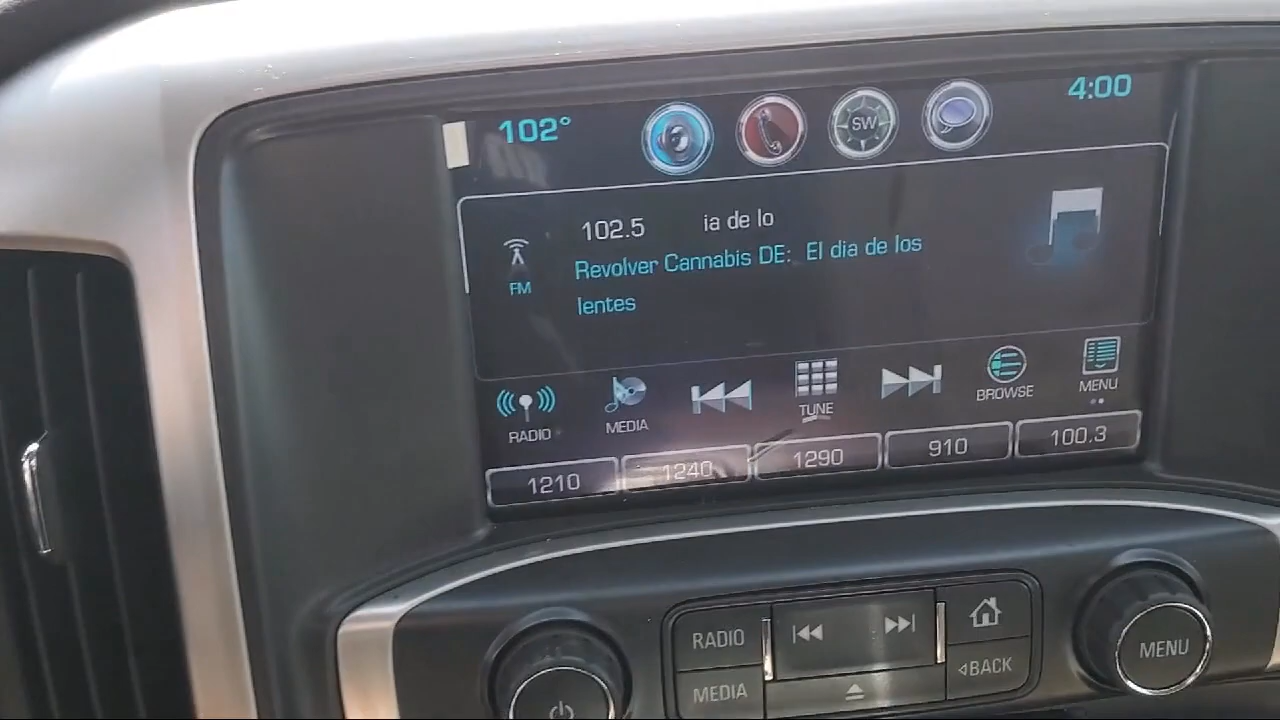 102° SW 4:00
102.5 ia de lo
Revolver Cannabis DE: El dia de los
lentes
FM
RADIO MEDIA TUNE BROWSE MENU
1210 1240 1290 910 100.3
RADIO
MEDIA
BACK
MENU